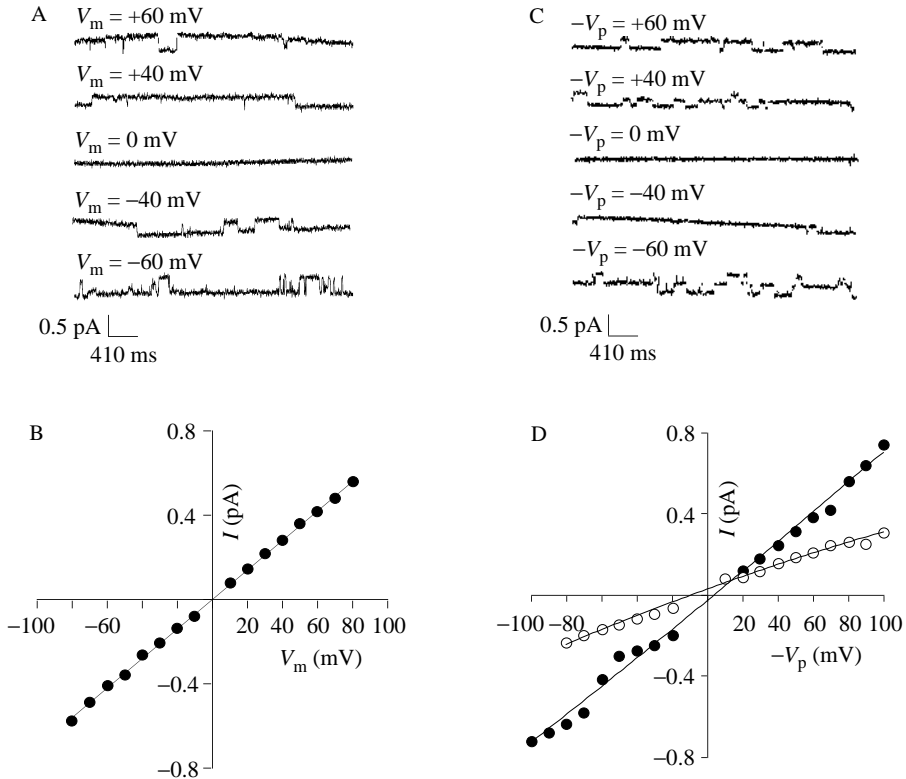 A
V_m = +60 mV
V_m = +40 mV
V_m = 0 mV
V_m = −40 mV
V_m = −60 mV
0.5 pA
410 ms
C
−V_p = +60 mV
−V_p = +40 mV
−V_p = 0 mV
−V_p = −40 mV
−V_p = −60 mV
0.5 pA
410 ms
B
0.8
I (pA)
0.4
−100 −60 20 40 60 80 100
V_m (mV)
−0.4
−0.8
D
0.8
I (pA)
0.4
−100 −80 20 40 60 80 100
−V_p (mV)
−0.4
−0.8